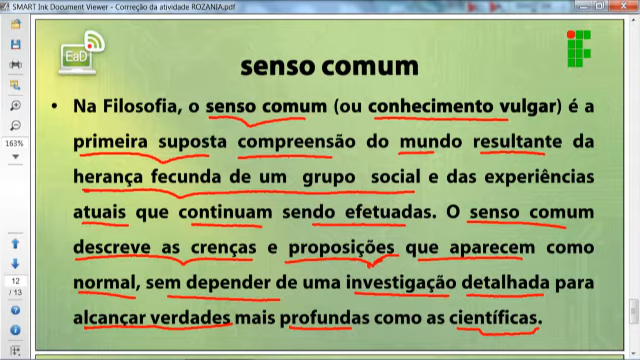 SMART Ink Document Viewer - Correção da atividade ROZANIA.pdf
EaD
senso comum
• Na Filosofia, o senso comum (ou conhecimento vulgar) é a
primeira suposta compreensão do mundo resultante da
herança fecunda de um grupo social e das experiências
atuais que continuam sendo efetuadas. O senso comum
descreve as crenças e proposições que aparecem como
normal, sem depender de uma investigação detalhada para
alcançar verdades mais profundas como as científicas.
163%
12
/ 13